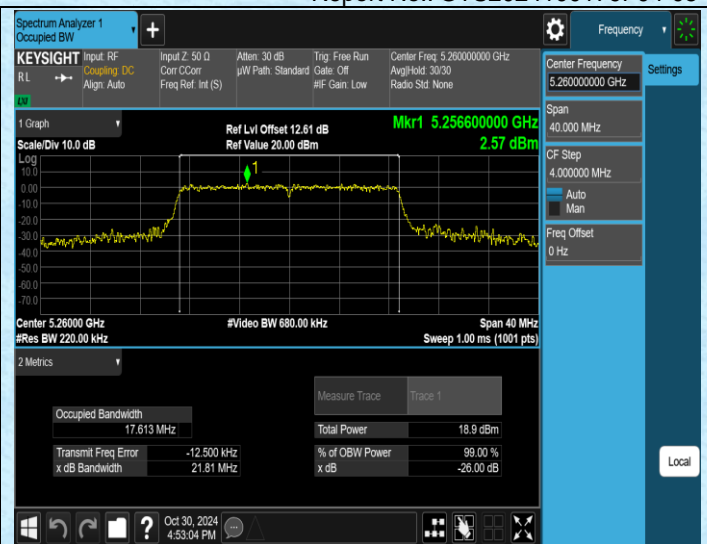 Spectrum Analyzer 1
Occupied BW
+
Frequency
KEYSIGHT
Input: RF
Coupling: DC
Align: Auto
Input Z: 50 Ω
Corr CCorr
Freq Ref: Int (S)
Atten: 30 dB
µW Path: Standard
Trig: Free Run
Gate: Off
#IF Gain: Low
Center Freq: 5.260000000 GHz
Avg|Hold: 30/30
Radio Std: None
RL
Center Frequency
5.260000000 GHz
Settings
Span
40.000 MHz
CF Step
4.000000 MHz
Auto
Man
Freq Offset
0 Hz
1 Graph
Scale/Div 10.0 dB
Ref Lvl Offset 12.61 dB
Ref Value 20.00 dBm
Mkr1 5.256600000 GHz
2.57 dBm
Log
10.0
0.00
-10.0
-20.0
-30.0
-40.0
-50.0
-60.0
-70.0
1
Center 5.26000 GHz
#Res BW 220.00 kHz
#Video BW 680.00 kHz
Span 40 MHz
Sweep 1.00 ms (1001 pts)
2 Metrics
Measure Trace
Trace 1
Occupied Bandwidth
17.613 MHz
Total Power
18.9 dBm
Transmit Freq Error
-12.500 kHz
% of OBW Power
99.00 %
x dB Bandwidth
21.81 MHz
x dB
-26.00 dB
Local
?
Oct 30, 2024
4:53:04 PM